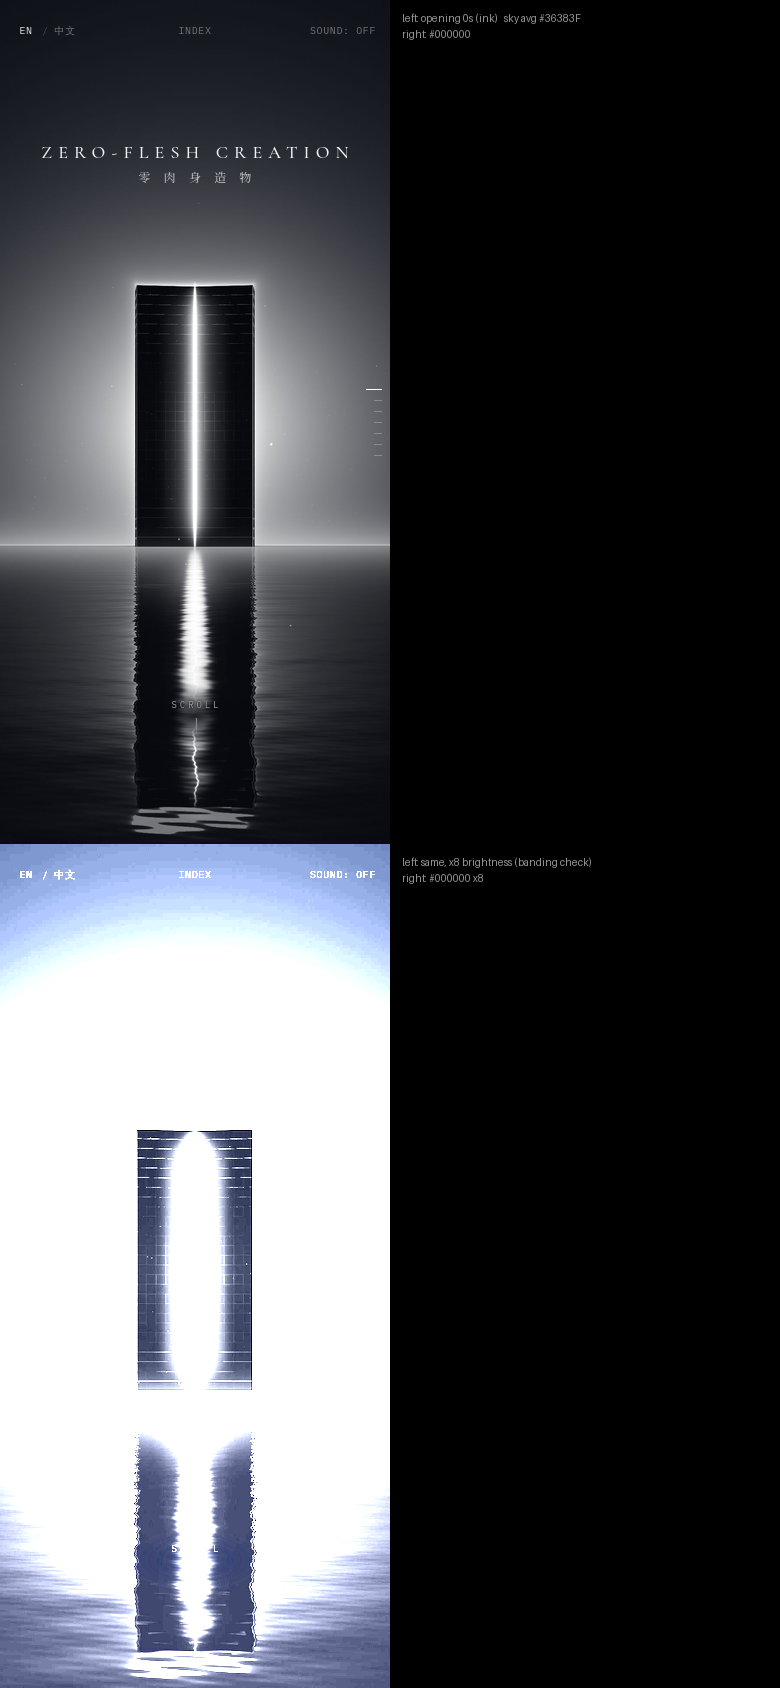 EN / 中文 INDEX SOUND: OFF
left: opening 0s (ink) sky avg #36383F
right: #000000
ZERO-FLESH CREATION
零肉身造物
SCROLL
EN / 中文 INDEX SOUND: OFF
left: same, x8 brightness (banding check)
right: #000000 x8